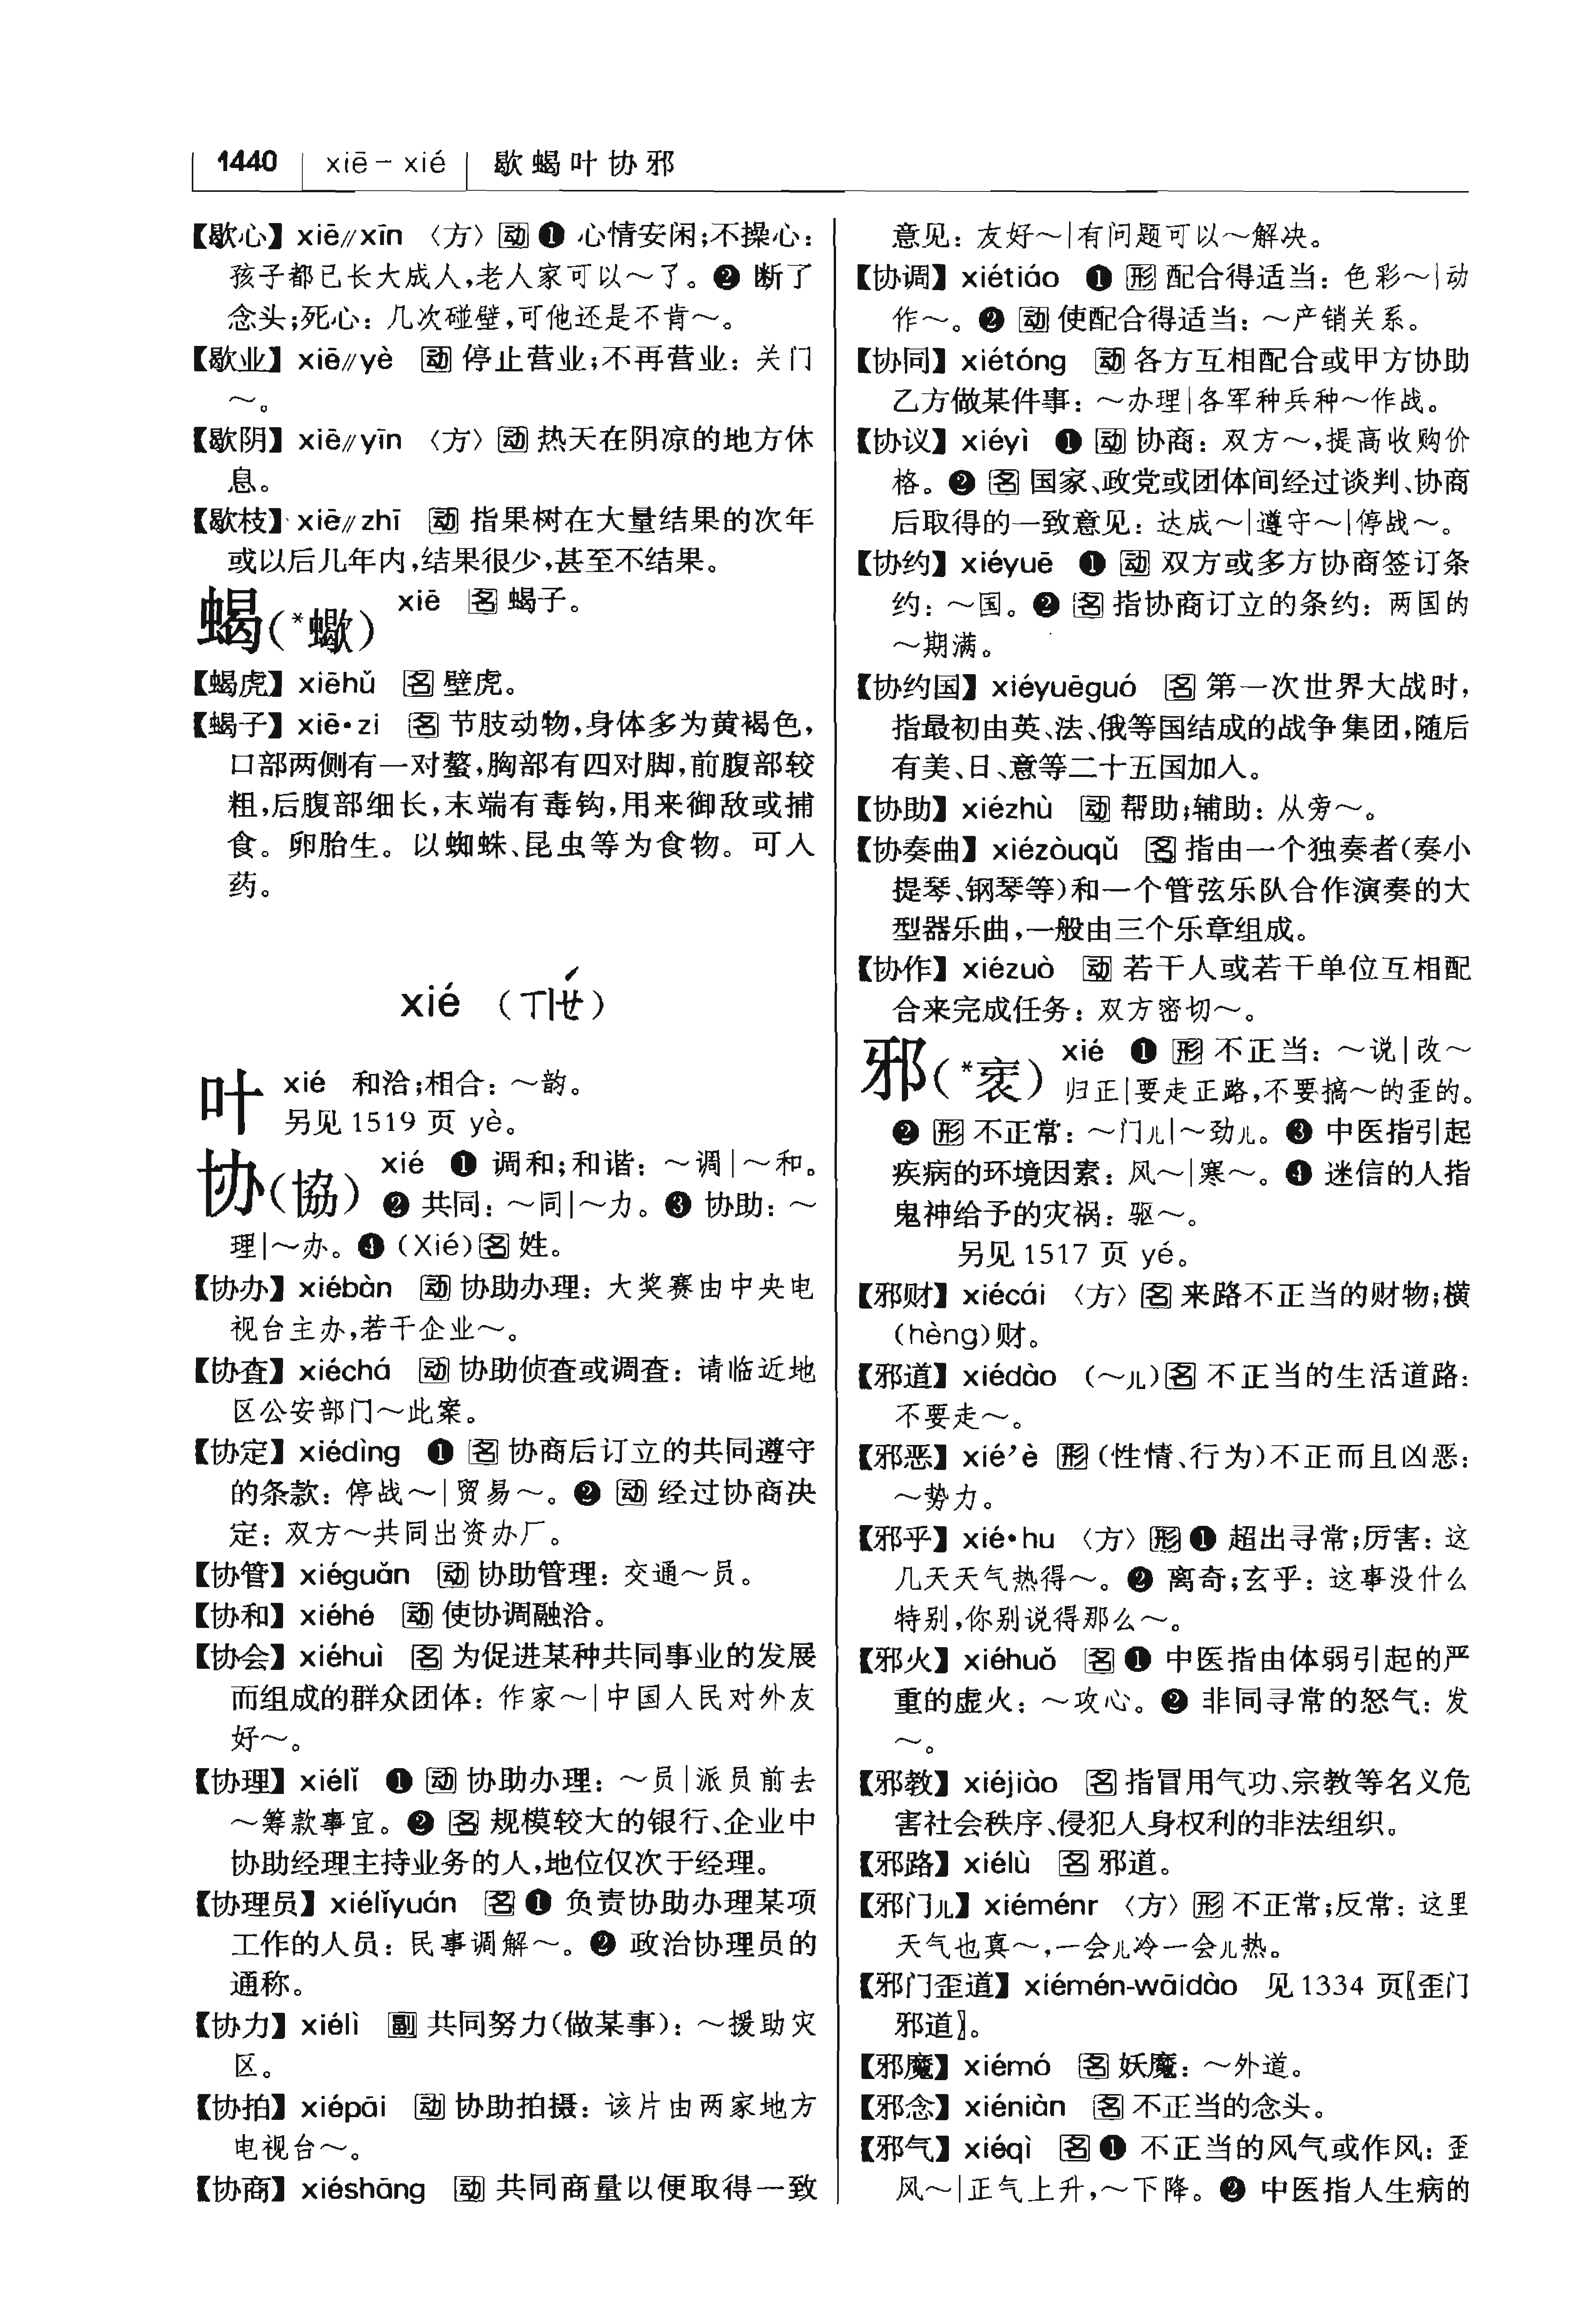 1440 xiē－xié 歇蝎叶协邪
【歇心】xiē∥xīn 〈方〉动❶ 心情安闲;不操心:
孩子都已长大成人,老人家可以～了。❷ 断了
念头;死心: 几次碰壁,可他还是不肯～。
【歇业】xiē∥yè 动 停止营业;不再营业: 关门
～。
【歇阴】xiē∥yīn 〈方〉动 热天在阴凉的地方休
息。
【歇枝】xiē∥zhī 动 指果树在大量结果的次年
或以后几年内,结果很少,甚至不结果。
蝎(*蠍) xiē 名 蝎子。
【蝎虎】xiēhǔ 名 壁虎。
【蝎子】xiē·zi 名 节肢动物,身体多为黄褐色,
口部两侧有一对螯,胸部有四对脚,前腹部较
粗,后腹部细长,末端有毒钩,用来御敌或捕
食。卵胎生。以蜘蛛、昆虫等为食物。可入
药。
xié (ㄒㄧㄝˊ)
叶 xié 和洽;相合: ～韵。
另见 1519 页 yè。
协(協) xié ❶ 调和;和谐: ～调|～和。
❷ 共同: ～同|～力。❸ 协助: ～
理|～办。❹ (Xié)名 姓。
【协办】xiébàn 动 协助办理: 大奖赛由中央电
视台主办,若干企业～。
【协查】xiéchá 动 协助侦查或调查: 请临近地
区公安部门～此案。
【协定】xiédìng ❶ 名 协商后订立的共同遵守
的条款: 停战～|贸易～。❷ 动 经过协商决
定: 双方～共同出资办厂。
【协管】xiéguǎn 动 协助管理: 交通～员。
【协和】xiéhé 动 使协调融洽。
【协会】xiéhuì 名 为促进某种共同事业的发展
而组成的群众团体: 作家～|中国人民对外友
好～。
【协理】xiélǐ ❶ 动 协助办理: ～员|派员前去
～筹款事宜。❷ 名 规模较大的银行、企业中
协助经理主持业务的人,地位仅次于经理。
【协理员】xiélǐyuán 名❶ 负责协助办理某项
工作的人员: 民事调解～。❷ 政治协理员的
通称。
【协力】xiélì 副 共同努力(做某事): ～援助灾
区。
【协拍】xiépāi 动 协助拍摄: 该片由两家地方
电视台～。
【协商】xiéshāng 动 共同商量以便取得一致
意见: 友好～|有问题可以～解决。
【协调】xiétiáo ❶ 形 配合得适当: 色彩～|动
作～。❷ 动 使配合得适当: ～产销关系。
【协同】xiétóng 动 各方互相配合或甲方协助
乙方做某件事: ～办理|各军种兵种～作战。
【协议】xiéyì ❶ 动 协商: 双方～,提高收购价
格。❷ 名 国家、政党或团体间经过谈判、协商
后取得的一致意见: 达成～|遵守～|停战～。
【协约】xiéyuē ❶ 动 双方或多方协商签订条
约: ～国。❷ 名 指协商订立的条约: 两国的
～期满。
【协约国】xiéyuēguó 名 第一次世界大战时,
指最初由英、法、俄等国结成的战争集团,随后
有美、日、意等二十五国加入。
【协助】xiézhù 动 帮助;辅助: 从旁～。
【协奏曲】xiézòuqǔ 名 指由一个独奏者(奏小
提琴、钢琴等)和一个管弦乐队合作演奏的大
型器乐曲,一般由三个乐章组成。
【协作】xiézuò 动 若干人或若干单位互相配
合来完成任务: 双方密切～。
邪(*衺) xié ❶ 形 不正当: ～说|改～
归正|要走正路,不要搞～的歪的。
❷ 形 不正常: ～门儿|～劲儿。❸ 中医指引起
疾病的环境因素: 风～|寒～。❹ 迷信的人指
鬼神给予的灾祸: 驱～。
另见 1517 页 yé。
【邪财】xiécái 〈方〉名 来路不正当的财物;横
(hèng)财。
【邪道】xiédào (～儿)名 不正当的生活道路:
不要走～。
【邪恶】xié’è 形 (性情、行为)不正而且凶恶:
～势力。
【邪乎】xié·hu 〈方〉形❶ 超出寻常;厉害: 这
几天天气热得～。❷ 离奇;玄乎: 这事没什么
特别,你别说得那么～。
【邪火】xiéhuǒ 名❶ 中医指由体弱引起的严
重的虚火: ～攻心。❷ 非同寻常的怒气: 发
～。
【邪教】xiéjiào 名 指冒用气功、宗教等名义危
害社会秩序、侵犯人身权利的非法组织。
【邪路】xiélù 名 邪道。
【邪门儿】xiéménr 〈方〉形 不正常;反常: 这里
天气也真～,一会儿冷一会儿热。
【邪门歪道】xiémén-wāidào 见 1334 页〖歪门
邪道〗。
【邪魔】xiémó 名 妖魔: ～外道。
【邪念】xiéniàn 名 不正当的念头。
【邪气】xiéqì 名❶ 不正当的风气或作风: 歪
风～|正气上升,～下降。❷ 中医指人生病的